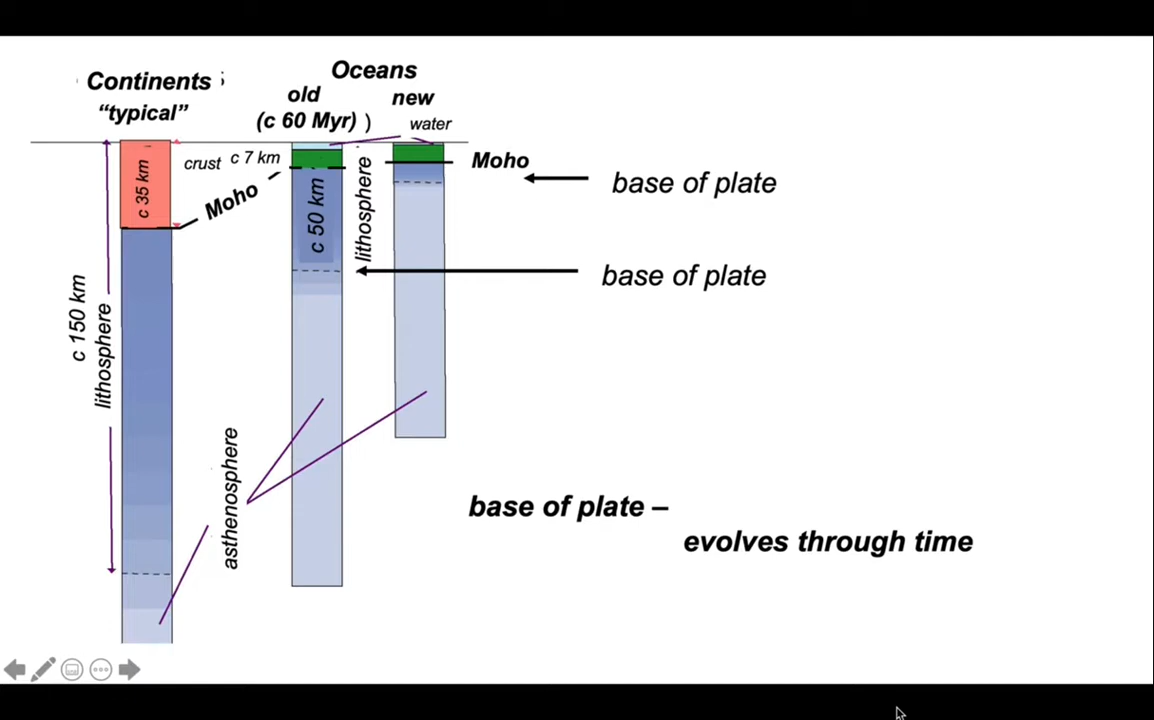 Continents
"typical"
Oceans
old
(c 60 Myr) )
new
water
crust
c 7 km
Moho
c 35 km
Moho
c 50 km
lithosphere
base of plate
base of plate
c 150 km
lithosphere
asthenosphere
base of plate –
evolves through time